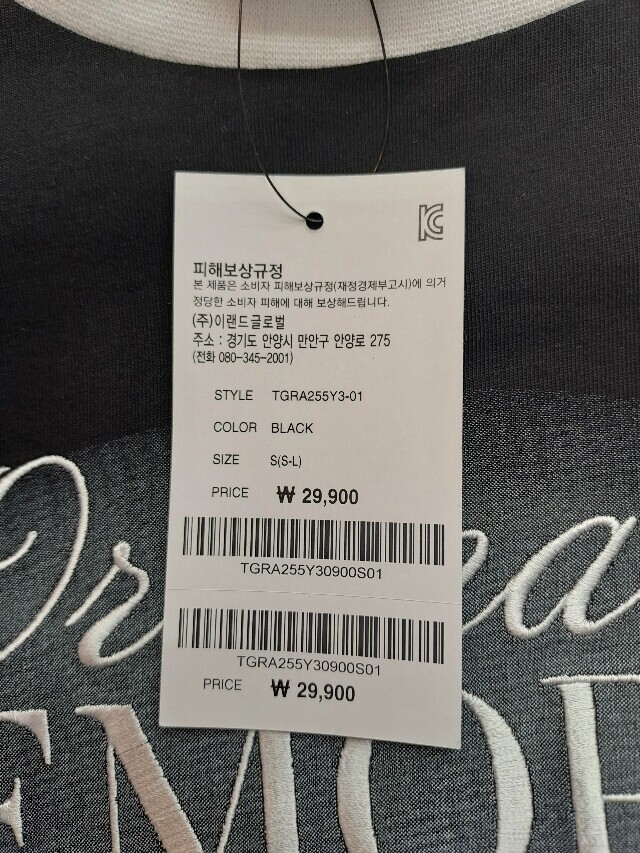 KC
피해보상규정
본 제품은 소비자 피해보상규정(재정경제부고시)에 의거
정당한 소비자 피해에 대해 보상해드립니다.
(주)이랜드글로벌
주소 : 경기도 안양시 만안구 안양로 275
(전화 080-345-2001)
STYLE TGRA255Y3-01
COLOR BLACK
SIZE S(S-L)
PRICE ₩ 29,900
TGRA255Y30900S01
TGRA255Y30900S01
PRICE ₩ 29,900